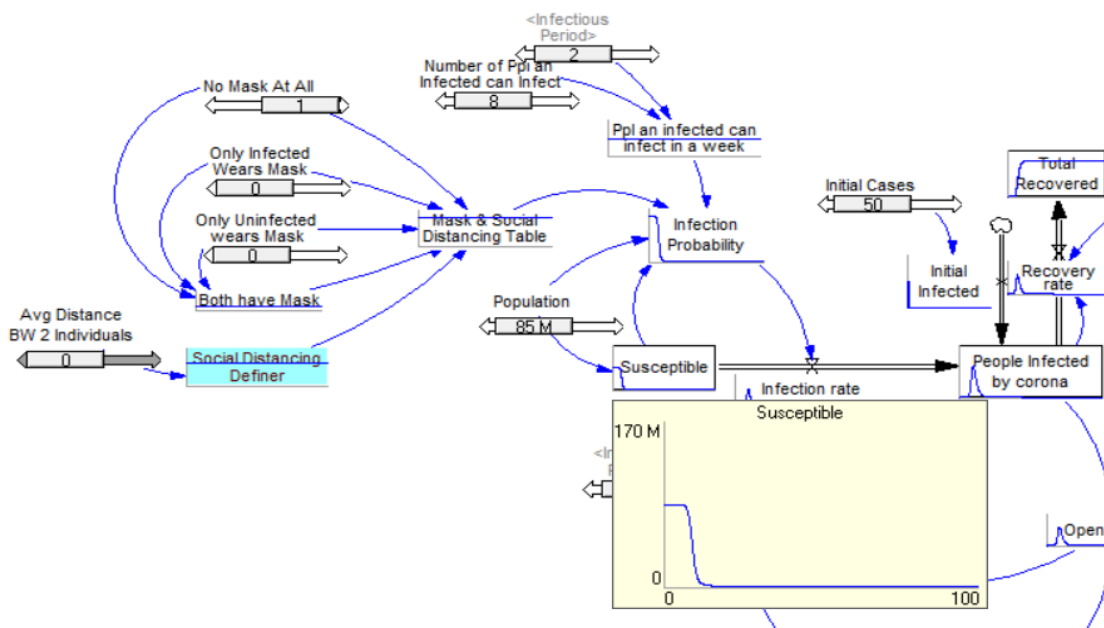 <Infectious
Period>
2
Number of Ppl an
Infected can Infect
8
No Mask At All
1
Ppl an infected can
infect in a week
Only Infected
Wears Mask
0
Only Uninfected
wears Mask
0
Mask & Social
Distancing Table
Infection
Probability
Initial Cases
50
Total
Recovered
Initial
Infected
Recovery
rate
Both have Mask
Population
85 M
Avg Distance
BW 2 Individuals
0
Social Distancing
Definer
Susceptible
Infection rate
People Infected
by corona
Susceptible
170 M
0
0
100
Open